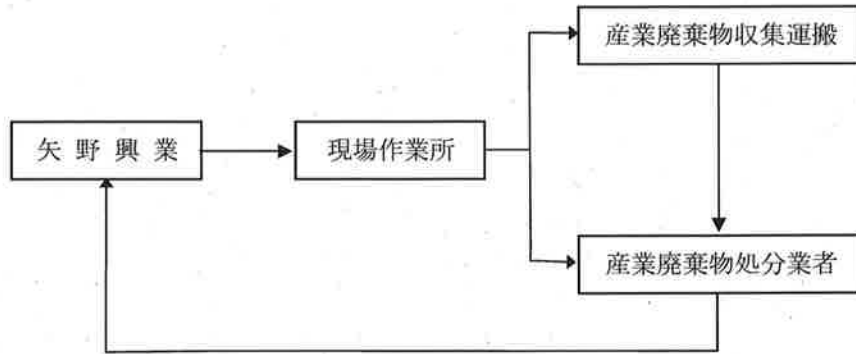 産業廃棄物収集運搬
矢野興業
現場作業所
産業廃棄物処分業者